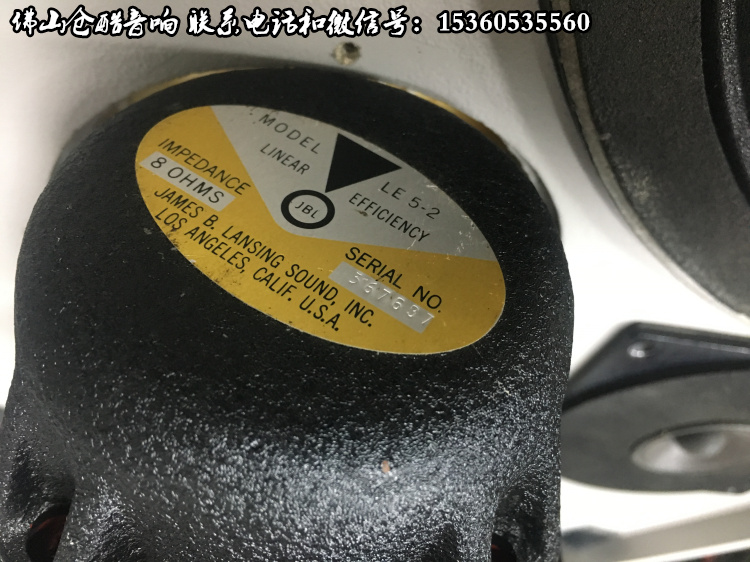 佛山仓酷音响 联系电话和微信号：15360535560
MODEL LE 5-2
LINEAR EFFICIENCY
JBL
IMPEDANCE
8 OHMS
JAMES B. LANSING SOUND, INC.
LOS ANGELES, CALIF. U.S.A.
SERIAL NO.